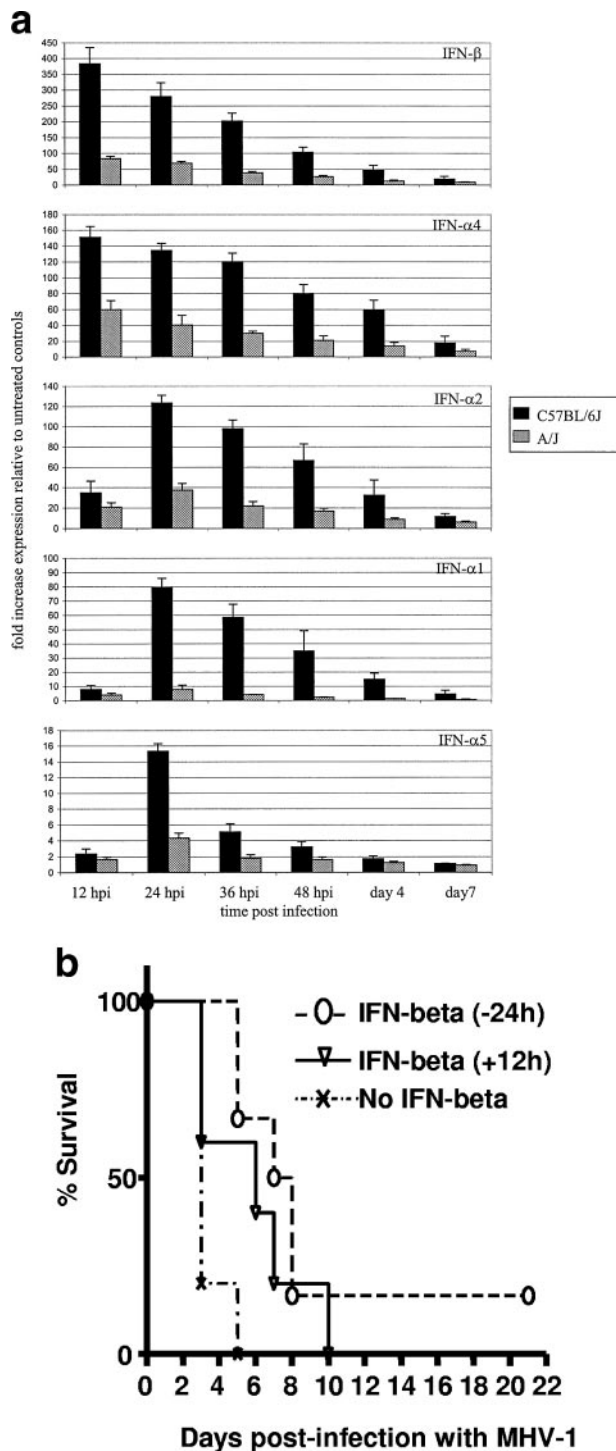 a
fold increase expression relative to untreated controls
IFN-β
450
400
350
300
250
200
150
100
50
0
IFN-α4
180
160
140
120
100
80
60
40
20
0
IFN-α2
140
120
100
80
60
40
20
0
C57BL/6J
A/J
IFN-α1
100
90
80
70
60
50
40
30
20
10
0
IFN-α5
18
16
14
12
10
8
6
4
2
0
12 hpi 24 hpi 36 hpi 48 hpi day 4 day7
time post infection
b
% Survival
100
50
0
IFN-beta (-24h)
IFN-beta (+12h)
No IFN-beta
0 2 4 6 8 10 12 14 16 18 20 22
Days post-infection with MHV-1